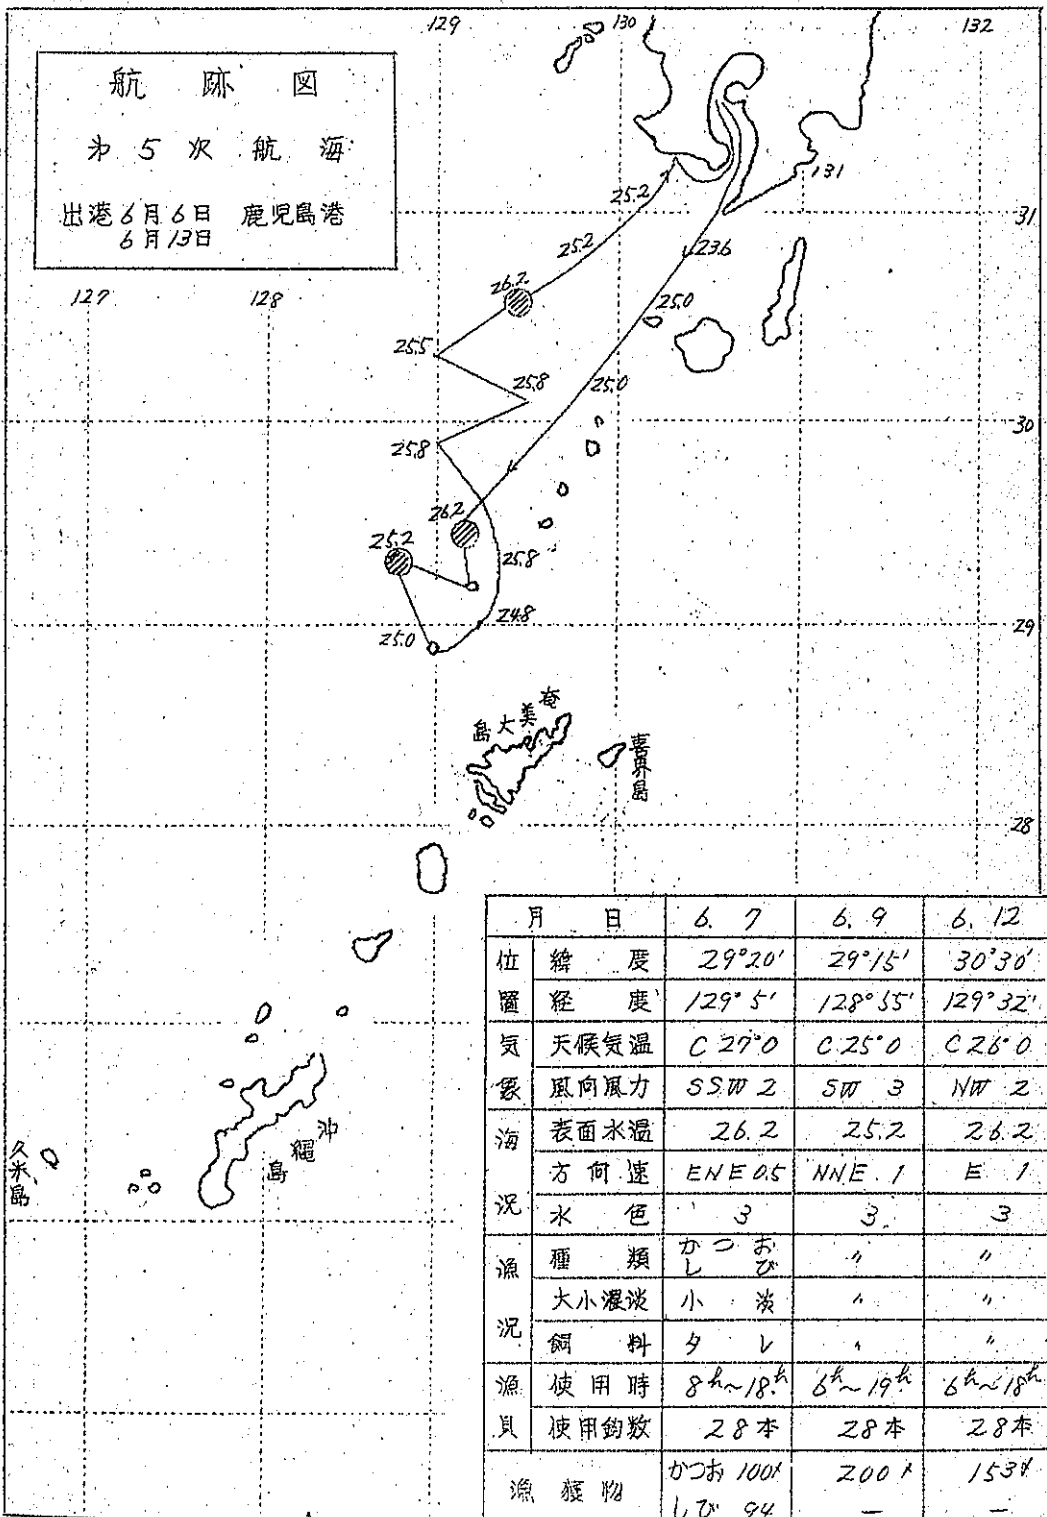 航跡図
才5次航海
出港6月6日 鹿児島港
6月13日
129
130
132
131
31
127
128
25.2
25.2
23.6
26.2
25.0
25.5
25.8
25.0
30
25.8
26.2
25.2
25.8
24.8
29
25.0
奄美大島
喜界島
28
沖縄島
久米島
月日 6. 7 6. 9 6. 12
位置 緯度 29°20' 29°15' 30°30'
経度 129°5' 128°55' 129°32'
気象 天候気温 C 27°0 C 25°0 C 26°0
風向風力 SSW 2 SW 3 NW 2
海況 表面水温 26.2 25.2 26.2
方向速 ENE 0.5 NNE 1 E 1
水色 3 3 3
漁況 種類 かつお しび 〃 〃
大小濃淡 小 淡 〃 〃
飼料 タレ 〃 〃
漁具 使用時 8h~18h 6h~19h 6h~18h
使用鈎数 28本 28本 28本
漁獲物 かつお 100 200 153
しび 94 — —